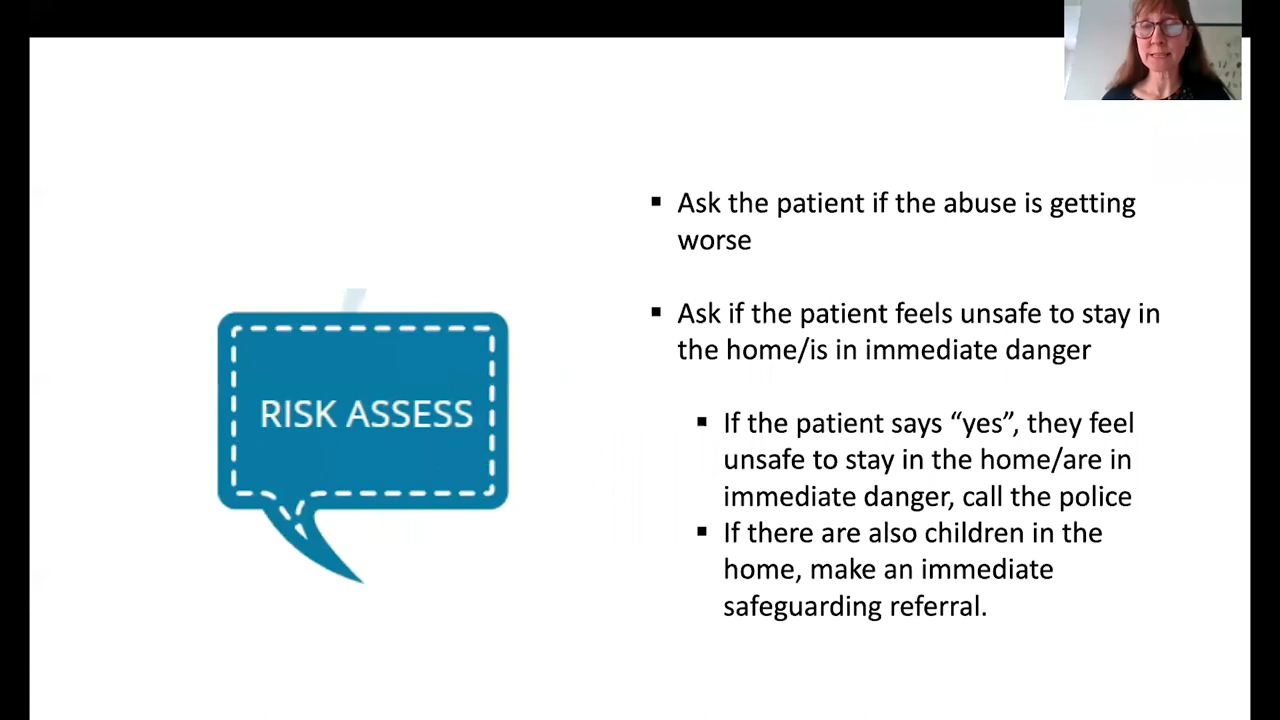 RISK ASSESS
▪ Ask the patient if the abuse is getting
worse
▪ Ask if the patient feels unsafe to stay in
the home/is in immediate danger
▪ If the patient says “yes”, they feel
unsafe to stay in the home/are in
immediate danger, call the police
▪ If there are also children in the
home, make an immediate
safeguarding referral.